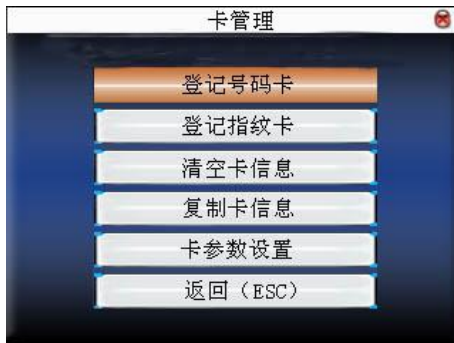 卡管理
登记号码卡
登记指纹卡
清空卡信息
复制卡信息
卡参数设置
返回（ESC）